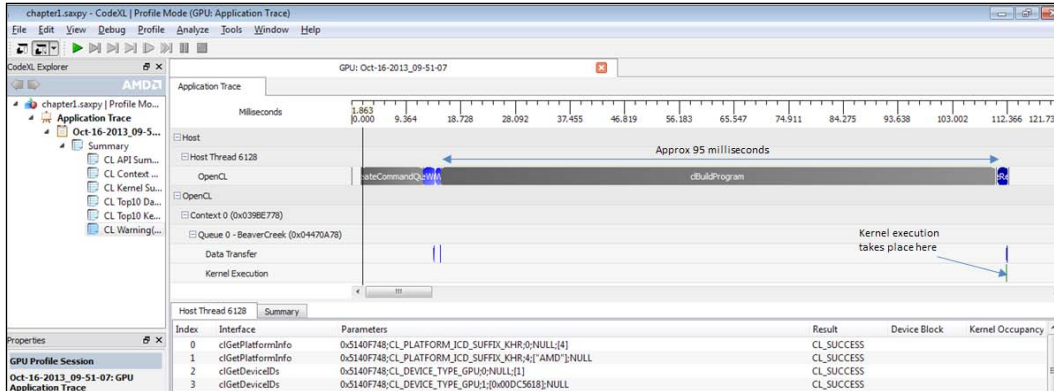 chapter1.saxpy - CodeXL | Profile Mode (GPU: Application Trace)
File Edit View Debug Profile Analyze Tools Window Help
CodeXL Explorer
GPU: Oct-16-2013_09-51-07
AMD
Application Trace
chapter1.saxpy | Profile Mo...
Application Trace
Oct-16-2013_09-5...
Summary
CL API Sum...
CL Context ...
CL Kernel Su...
CL Top10 Da...
CL Top10 Ke...
CL Warning(...
Milliseconds
1.863
0.000 9.364 18.728 28.092 37.455 46.819 56.183 65.547 74.911 84.275 93.638 103.002 112.366 121.73
Host
Host Thread 6128
Approx 95 milliseconds
OpenCL
eateCommandQu
clBuildProgram
OpenCL
Context 0 (0x039BE778)
Queue 0 - BeaverCreek (0x04470A78)
Kernel execution
takes place here
Data Transfer
Kernel Execution
Host Thread 6128 Summary
Index Interface Parameters Result Device Block Kernel Occupancy
0 clGetPlatformInfo 0x5140F748;CL_PLATFORM_ICD_SUFFIX_KHR;0;NULL;[4] CL_SUCCESS
1 clGetPlatformInfo 0x5140F748;CL_PLATFORM_ICD_SUFFIX_KHR;4;["AMD"];NULL CL_SUCCESS
2 clGetDeviceIDs 0x5140F748;CL_DEVICE_TYPE_GPU;0;NULL;[1] CL_SUCCESS
3 clGetDeviceIDs 0x5140F748;CL_DEVICE_TYPE_GPU;1;[0x00DC5618];NULL CL_SUCCESS
Properties
GPU Profile Session
Oct-16-2013_09-51-07: GPU
Application Trace